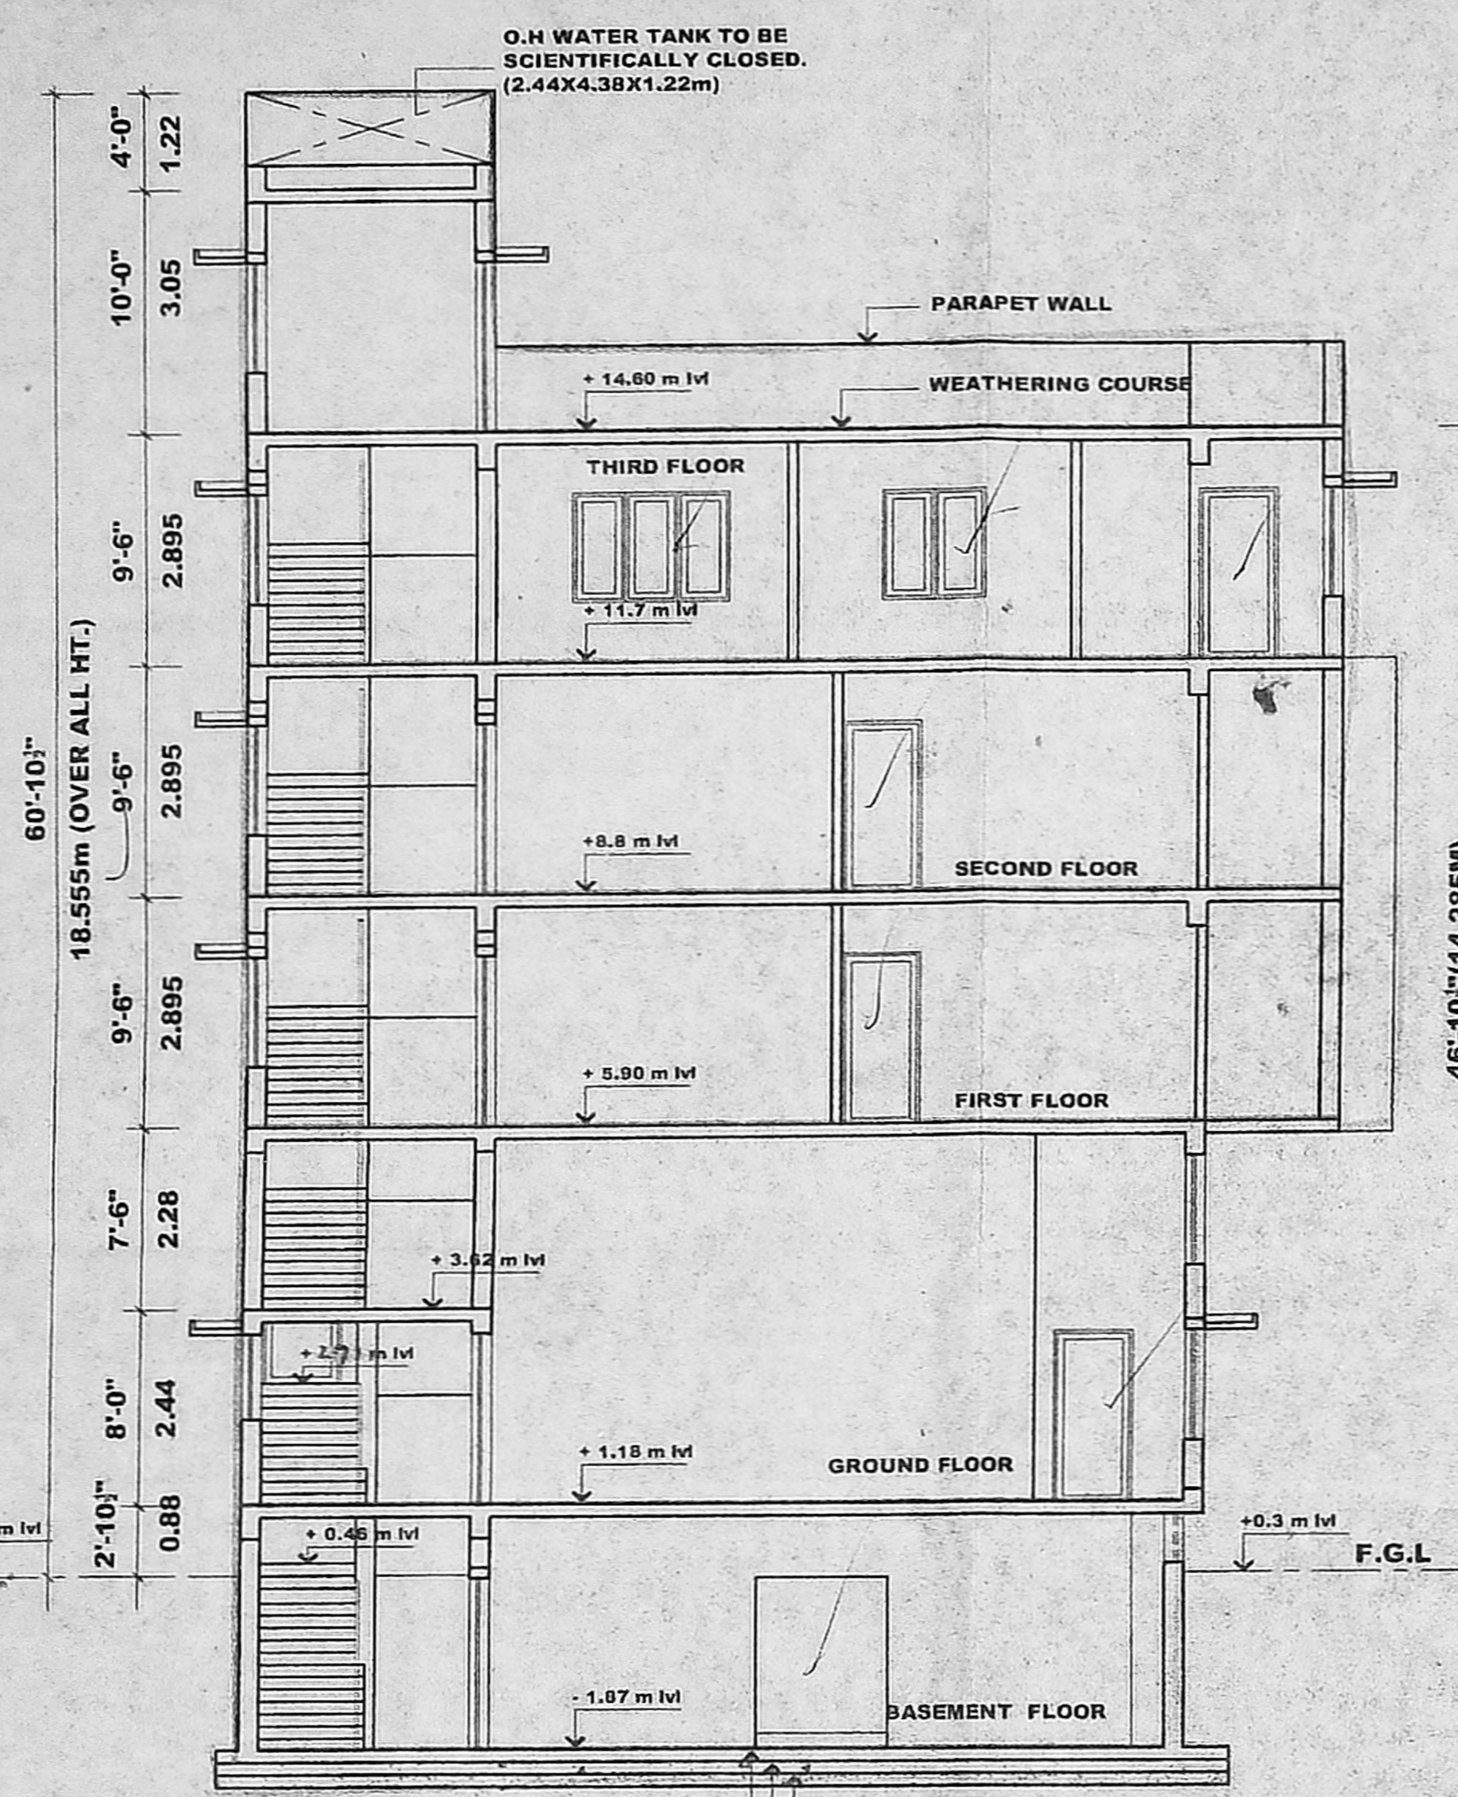 O.H WATER TANK TO BE
SCIENTIFICALLY CLOSED.
(2.44X4.38X1.22m)
4'-0"
1.22
10'-0"
3.05
PARAPET WALL
+ 14.60 m lvl
WEATHERING COURSE
THIRD FLOOR
9'-6"
2.895
+ 11.7 m lvl
60'-10½"
18.555m (OVER ALL HT.)
9'-6"
2.895
+8.8 m lvl
SECOND FLOOR
9'-6"
2.895
+ 5.90 m lvl
FIRST FLOOR
7'-6"
2.28
+ 3.62 m lvl
m lvl
8'-0"
2.44
+ 1.18 m lvl
GROUND FLOOR
2'-10½"
0.88
m lvl
+ 0.46 m lvl
+0.3 m lvl
F.G.L
- 1.87 m lvl
BASEMENT FLOOR